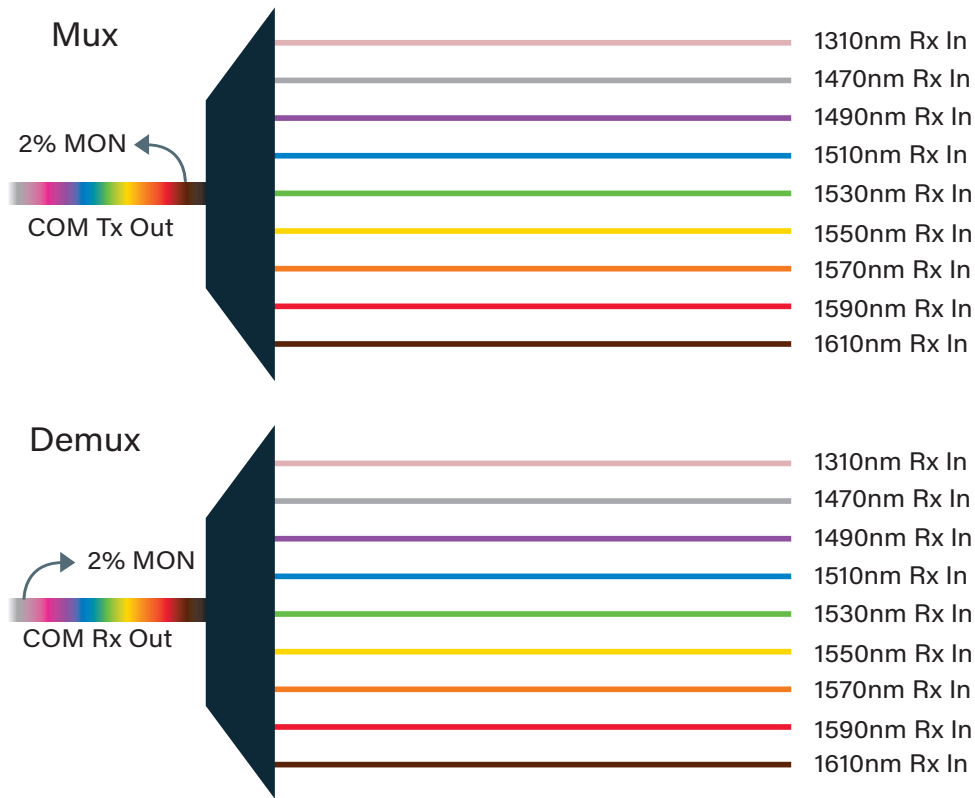 Mux
1310nm Rx In
1470nm Rx In
1490nm Rx In
2% MON
1510nm Rx In
1530nm Rx In
COM Tx Out
1550nm Rx In
1570nm Rx In
1590nm Rx In
1610nm Rx In
Demux
1310nm Rx In
1470nm Rx In
1490nm Rx In
2% MON
1510nm Rx In
1530nm Rx In
COM Rx Out
1550nm Rx In
1570nm Rx In
1590nm Rx In
1610nm Rx In